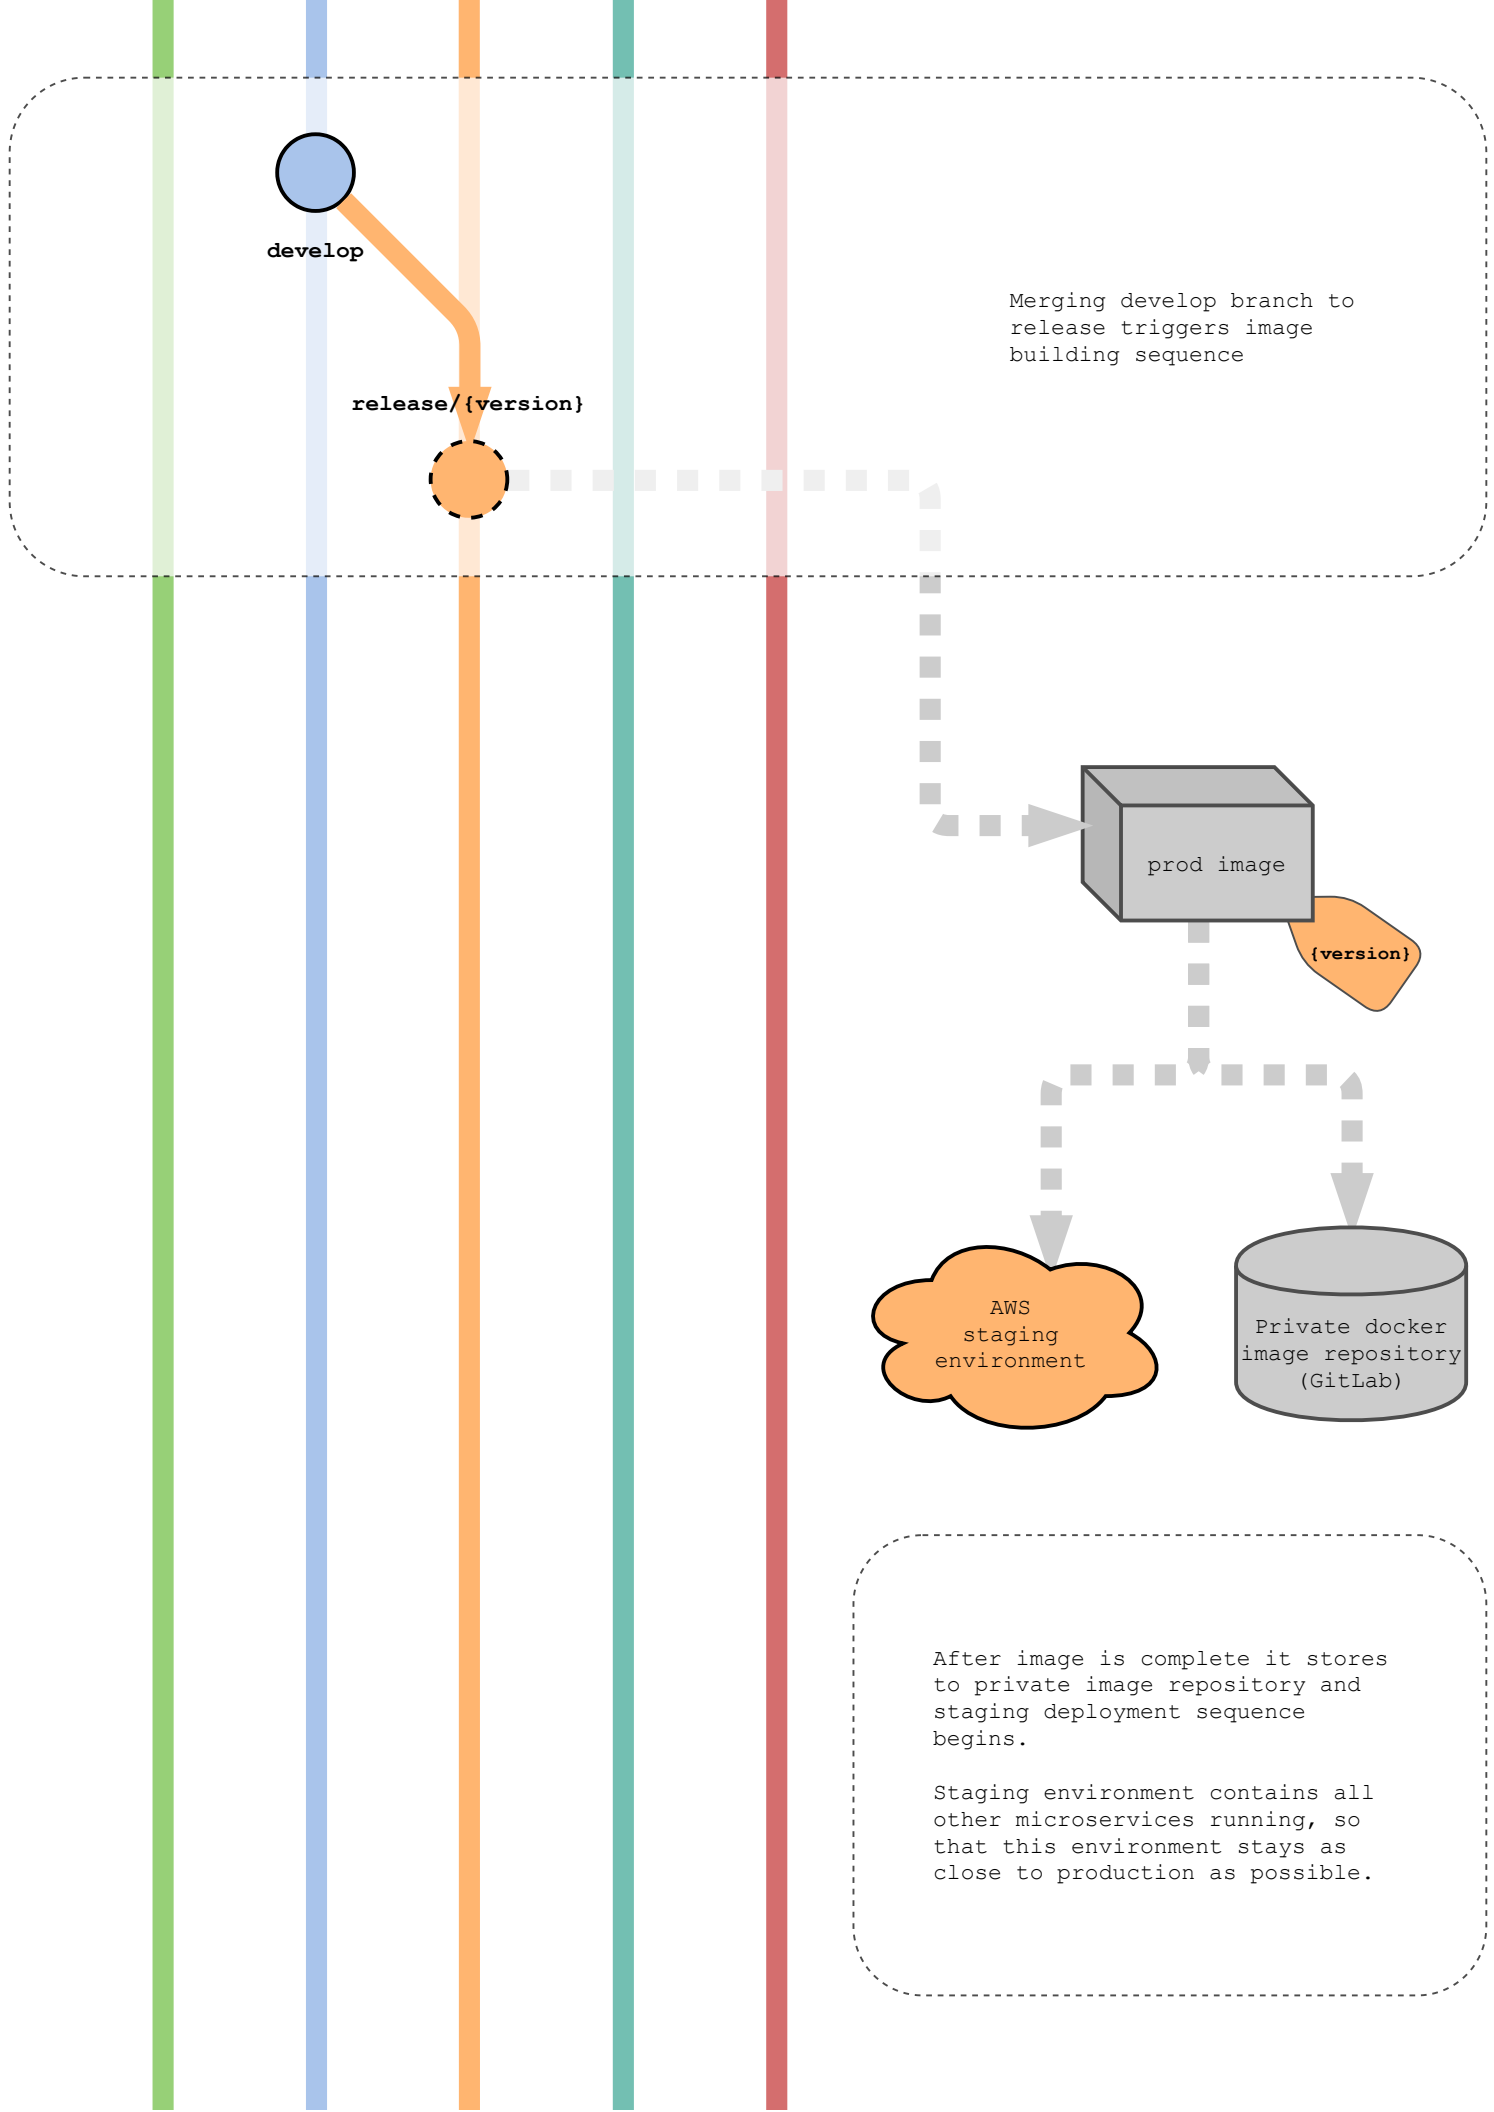 develop
Merging develop branch to
release triggers image
building sequence
release/{version}
prod image
{version}
AWS
staging
environment
Private docker
image repository
(GitLab)
After image is complete it stores
to private image repository and
staging deployment sequence
begins.
Staging environment contains all
other microservices running, so
that this environment stays as
close to production as possible.